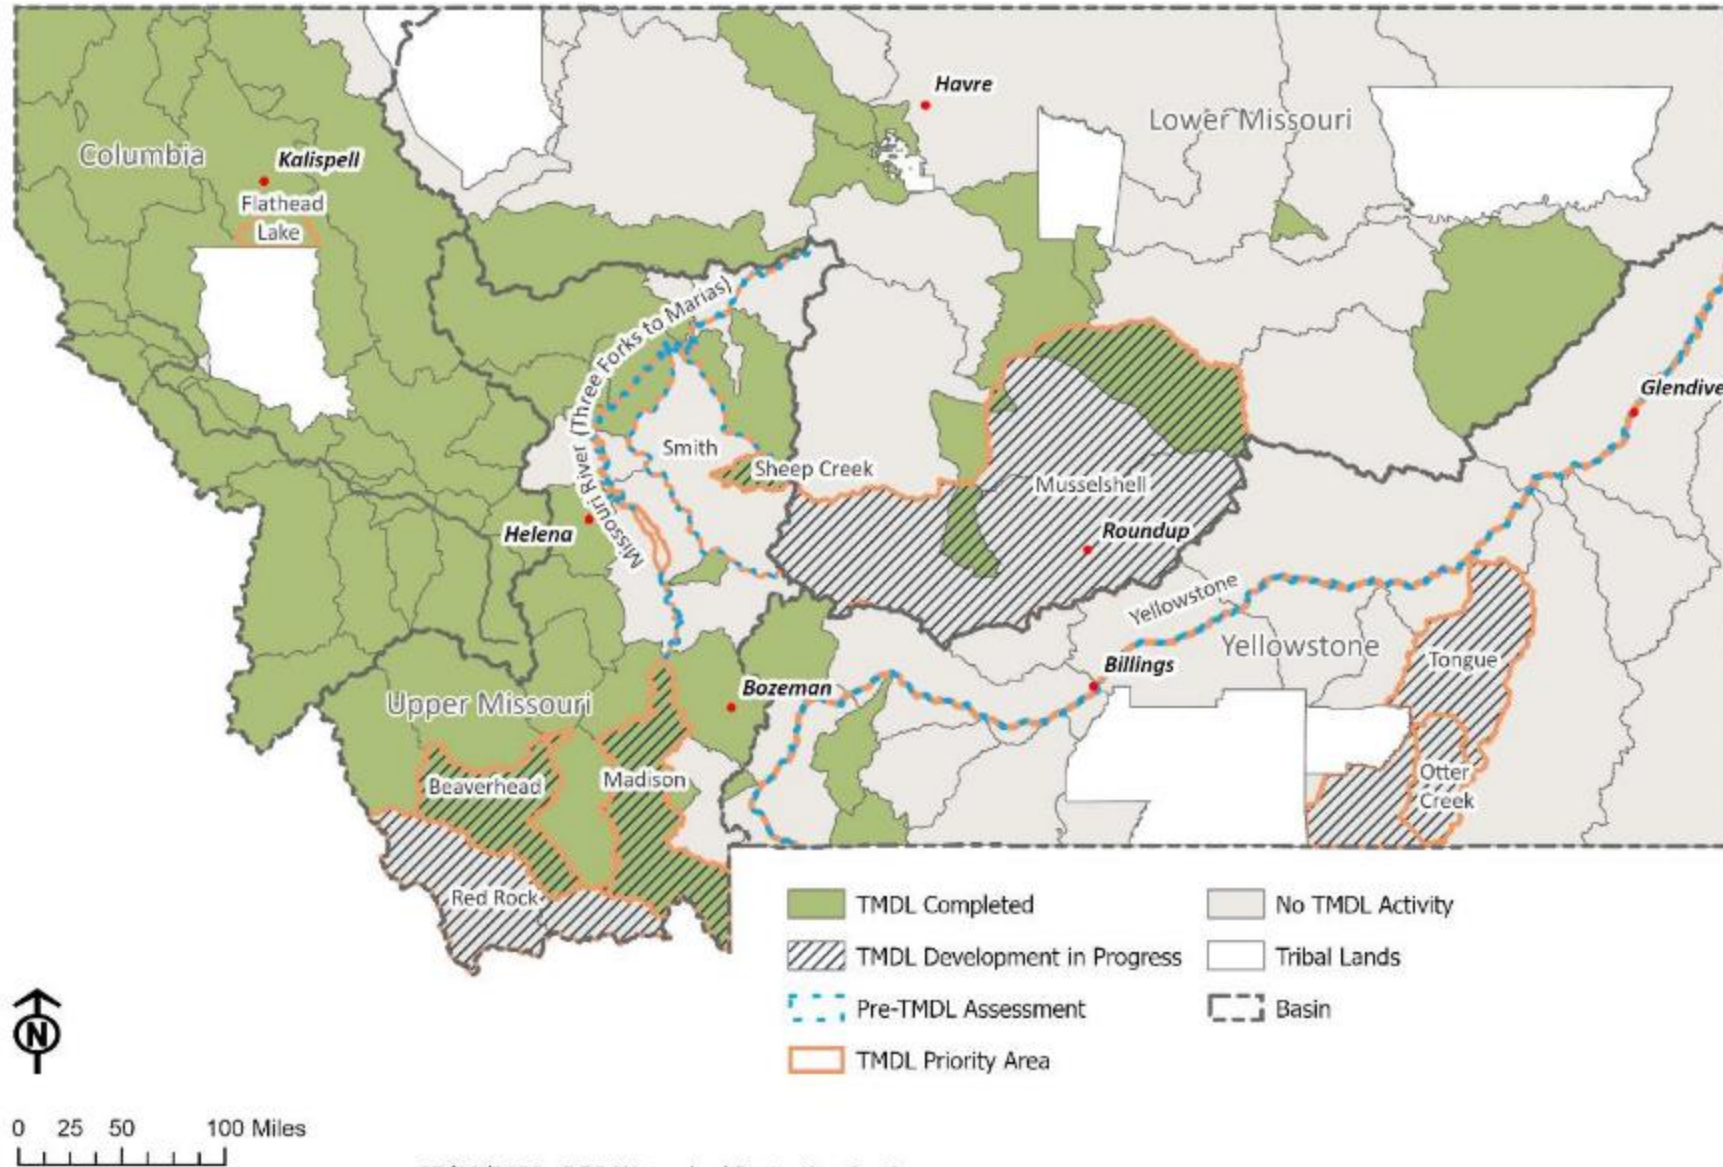 Havre
Lower Missouri
Columbia
Kalispell
Flathead
Lake
Missouri River (Three Forks to Marias)
Glendive
Smith
Sheep Creek
Musselshell
Helena
Roundup
Yellowstone
Yellowstone
Tongue
Billings
Bozeman
Upper Missouri
Beaverhead
Madison
Otter
Creek
Red Rock
TMDL Completed
TMDL Development in Progress
Pre-TMDL Assessment
TMDL Priority Area
No TMDL Activity
Tribal Lands
Basin
N
0 25 50 100 Miles